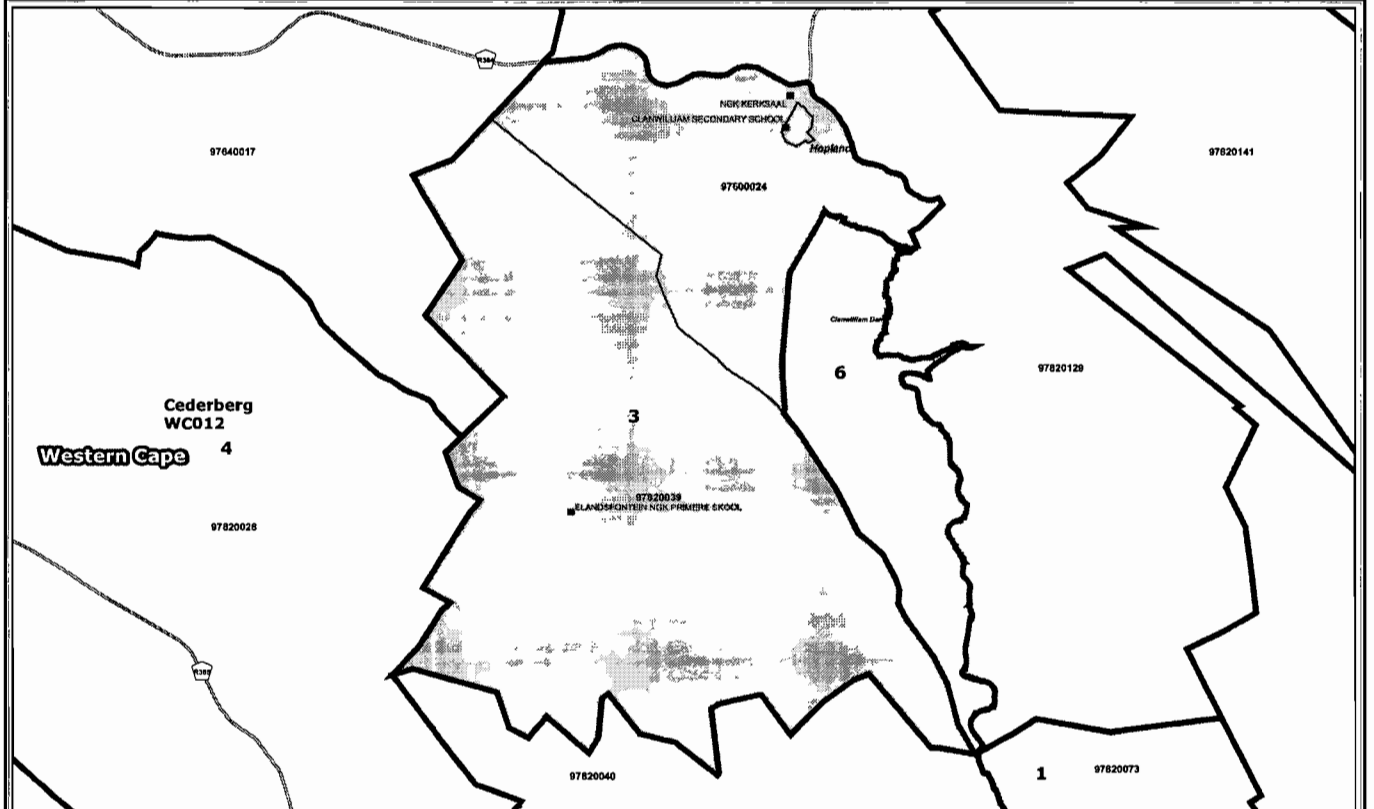 R364
NGK KERKSAAL
CLANWILLIAM SECONDARY SCHOOL
Hopland
97640017
97820141
97600024
Clanwilliam Dam
6
97820129
Cederberg
WC012
3
4
Western Cape
97820039
ELANDSFONTEIN NGK PRIMERE SKOOL
97820028
97820040
1
97820073